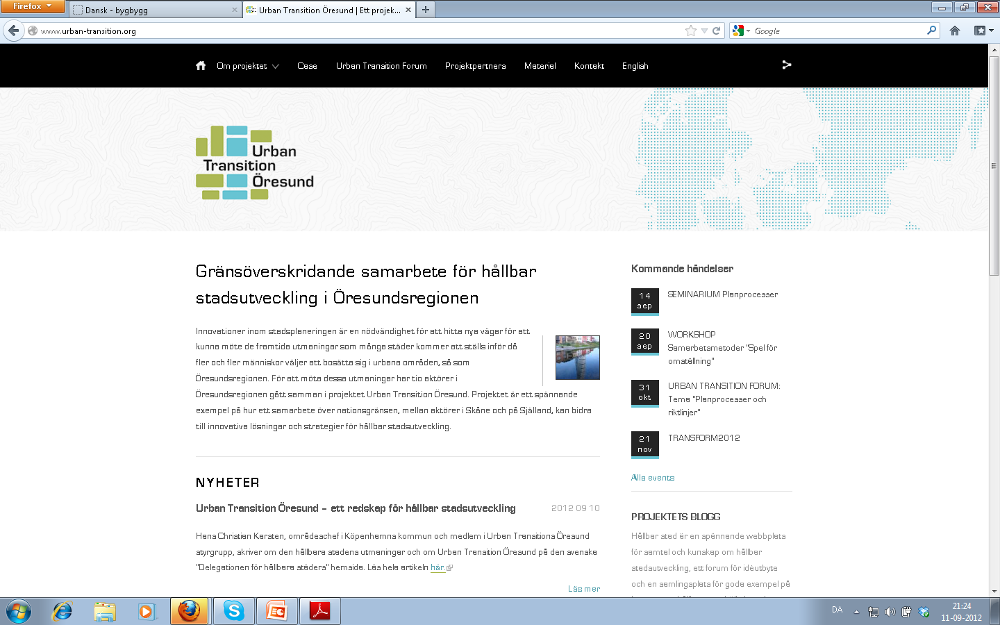 Firefox
Dansk - bygbygg
Urban Transition Öresund | Ett projek...
www.urban-transition.org
Google
Om projektet
Case
Urban Transition Forum
Projektpartners
Material
Kontakt
English
Urban
Transition
Öresund
Gränsöverskridande samarbete för hållbar
stadsutveckling i Öresundsregionen
Innovationer inom stadsplaneringen är en nödvändighet för att hitta nya vägar för att
kunna möte de framtida utmaningar som många städer kommer att ställs inför då
fler och fler människor väljer att bosätta sig i urbana områden, så som
Öresundsregionen. För att möta dessa utmaningar har tio aktörer i
Öresundsregionen gått samman i projektet Urban Transition Öresund. Projektet är ett spännande
exempel på hur ett samarbete över nationsgränsen, mellan aktörer i Skåne och på Själland, kan bidra
till innovativa lösningar och strategier för hållbar stadsutveckling.
NYHETER
Urban Transition Öresund – ett redskap för hållbar stadsutveckling
2012 09 10
Hans Christian Karsten, områdeschef i Köpenhamns kommun och medlem i Urban Transitions Öresund
styrgrupp, skriver om den hållbara stadens utmaningar och om Urban Transition Öresund på den svenska
"Delegationen för hållbara städers" hemsida. Läs hela artikeln här.
Läs mer
Kommande händelser
14
sep
SEMINARIUM Planprocesser
20
sep
WORKSHOP
Samarbetsmetoder "Spel för
omställning"
31
okt
URBAN TRANSITION FORUM:
Tema "Planprocesser och
riktlinjer"
21
nov
TRANSFORM2012
Alla events
PROJEKTETS BLOGG
Hållbar stad är en spännande webbplats
för samtal och kunskap om hållbar
stadsutveckling, ett forum för idéutbyte
och en samlingsplats för goda exempel på
DA
21:24
11-09-2012